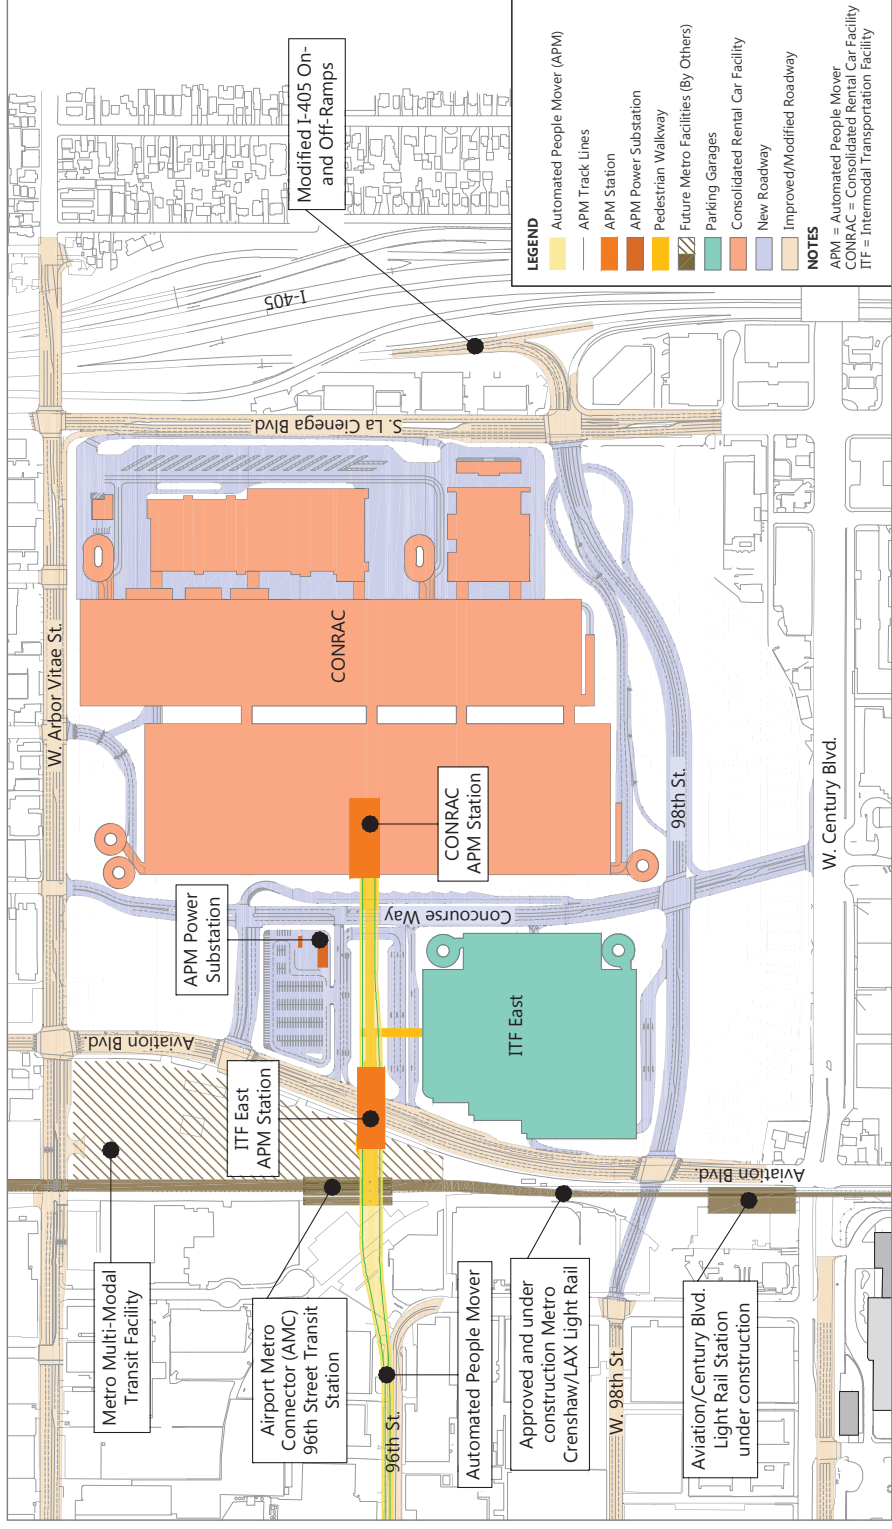 Metro Multi-Modal
Transit Facility
Airport Metro
Connector (AMC)
96th Street Transit
Station
96th St.
Automated People Mover
Approved and under
construction Metro
Crenshaw/LAX Light Rail
W. 98th St.
Aviation/Century Blvd.
Light Rail Station
under construction
ITF East
APM Station
Aviation Blvd.
Aviation Blvd.
APM Power
Substation
ITF East
Concourse Way
CONRAC
APM Station
W. Arbor Vitae St.
CONRAC
98th St.
W. Century Blvd.
S. La Cienega Blvd.
I-405
Modified I-405 On-
and Off-Ramps
LEGEND
Automated People Mover (APM)
APM Track Lines
APM Station
APM Power Substation
Pedestrian Walkway
Future Metro Facilities (By Others)
Parking Garages
Consolidated Rental Car Facility
New Roadway
Improved/Modified Roadway
NOTES
APM = Automated People Mover
CONRAC = Consolidated Rental Car Facility
ITF = Intermodal Transportation Facility